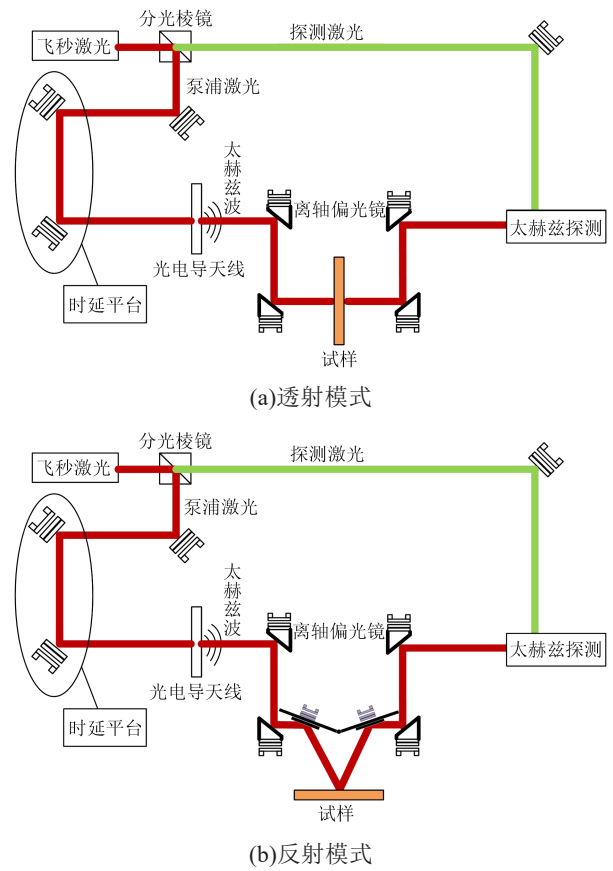 分光棱镜
飞秒激光
探测激光
泵浦激光
太赫兹波
离轴偏光镜
太赫兹探测
光电导天线
时延平台
试样
(a)透射模式
分光棱镜
飞秒激光
探测激光
泵浦激光
太赫兹波
离轴偏光镜
太赫兹探测
光电导天线
时延平台
试样
(b)反射模式